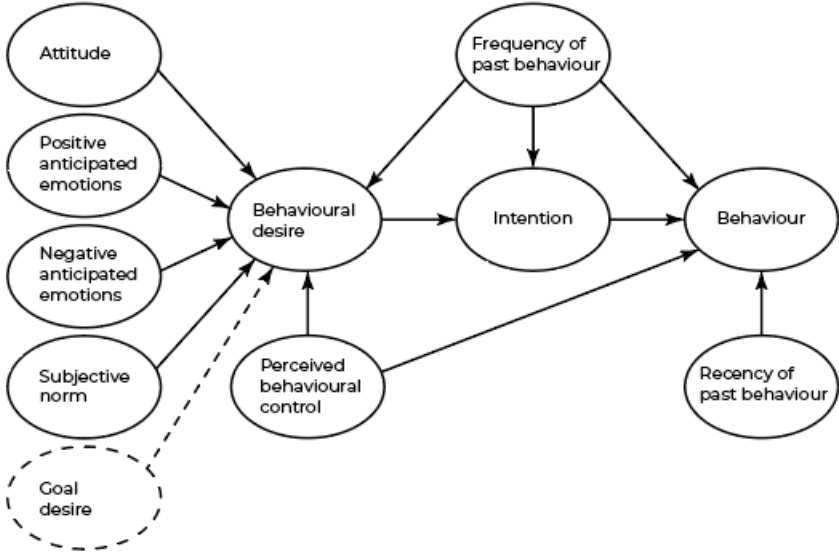 Attitude
Frequency of
past behaviour
Positive
anticipated
emotions
Behavioural
desire
Intention
Behaviour
Negative
anticipated
emotions
Subjective
norm
Perceived
behavioural
control
Recency of
past behaviour
Goal
desire